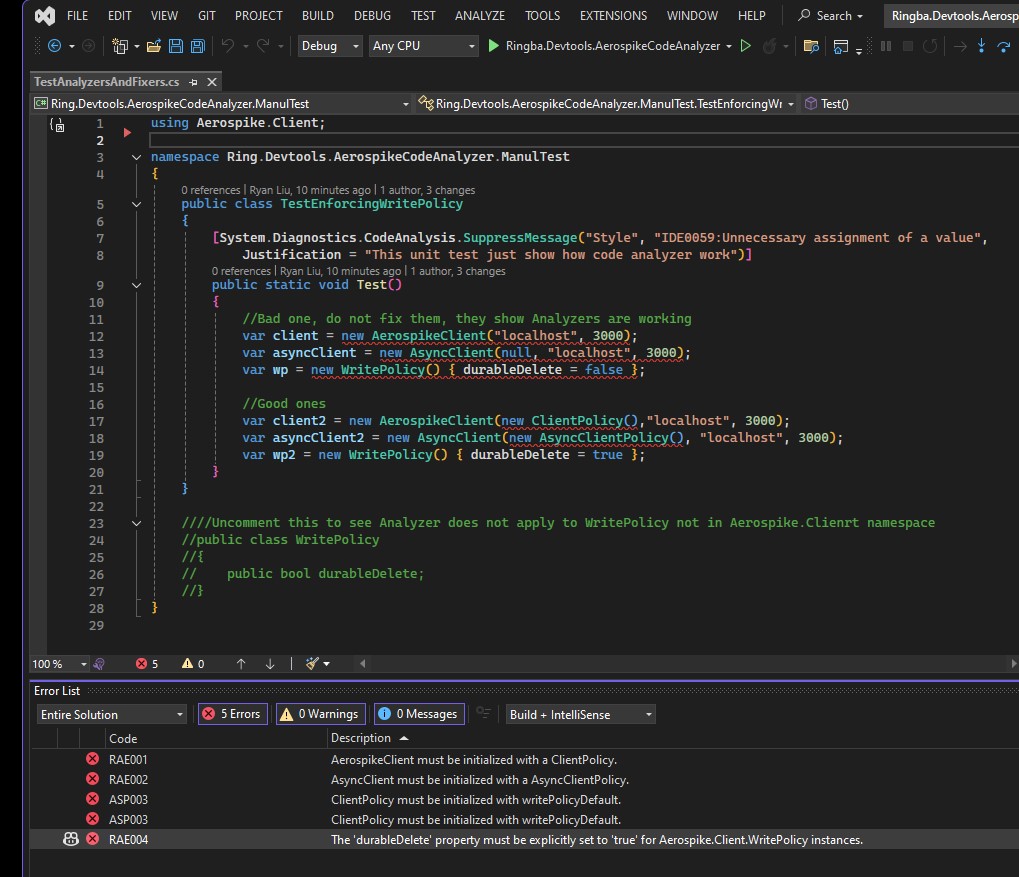 FILE EDIT VIEW GIT PROJECT BUILD DEBUG TEST ANALYZE TOOLS EXTENSIONS WINDOW HELP Search Ringba.Devtools.Aerosp
Debug Any CPU Ringba.Devtools.AerospikeCodeAnalyzer
TestAnalyzersAndFixers.cs
C# Ring.Devtools.AerospikeCodeAnalyzer.ManulTest Ring.Devtools.AerospikeCodeAnalyzer.ManulTest.TestEnforcingWr Test()
1 using Aerospike.Client;
2
3 namespace Ring.Devtools.AerospikeCodeAnalyzer.ManulTest
4 {
0 references | Ryan Liu, 10 minutes ago | 1 author, 3 changes
5 public class TestEnforcingWritePolicy
6 {
7 [System.Diagnostics.CodeAnalysis.SuppressMessage("Style", "IDE0059:Unnecessary assignment of a value",
8 Justification = "This unit test just show how code analyzer work")]
0 references | Ryan Liu, 10 minutes ago | 1 author, 3 changes
9 public static void Test()
10 {
11 //Bad one, do not fix them, they show Analyzers are working
12 var client = new AerospikeClient("localhost", 3000);
13 var asyncClient = new AsyncClient(null, "localhost", 3000);
14 var wp = new WritePolicy() { durableDelete = false };
15
16 //Good ones
17 var client2 = new AerospikeClient(new ClientPolicy(),"localhost", 3000);
18 var asyncClient2 = new AsyncClient(new AsyncClientPolicy(), "localhost", 3000);
19 var wp2 = new WritePolicy() { durableDelete = true };
20 }
21 }
22
23 ////Uncomment this to see Analyzer does not apply to WritePolicy not in Aerospike.Clienrt namespace
24 //public class WritePolicy
25 //{
26 // public bool durableDelete;
27 //}
28 }
29
100 % 5 0
Error List
Entire Solution 5 Errors 0 Warnings 0 Messages Build + IntelliSense
Code Description
RAE001 AerospikeClient must be initialized with a ClientPolicy.
RAE002 AsyncClient must be initialized with a AsyncClientPolicy.
ASP003 ClientPolicy must be initialized with writePolicyDefault.
ASP003 ClientPolicy must be initialized with writePolicyDefault.
RAE004 The 'durableDelete' property must be explicitly set to 'true' for Aerospike.Client.WritePolicy instances.